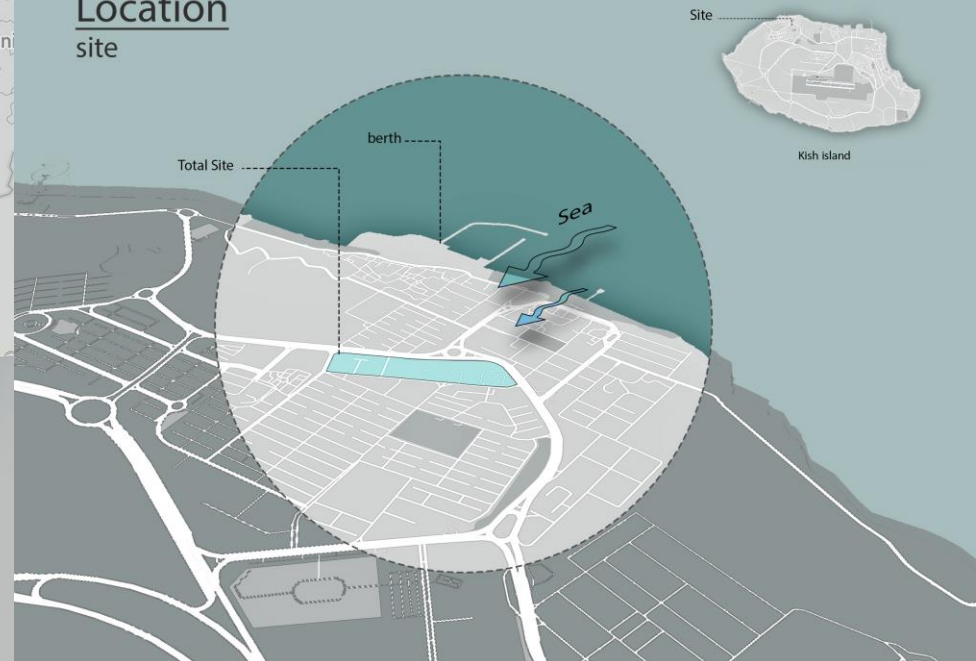 Location
site
Site
Kish island
berth
Total Site
Sea